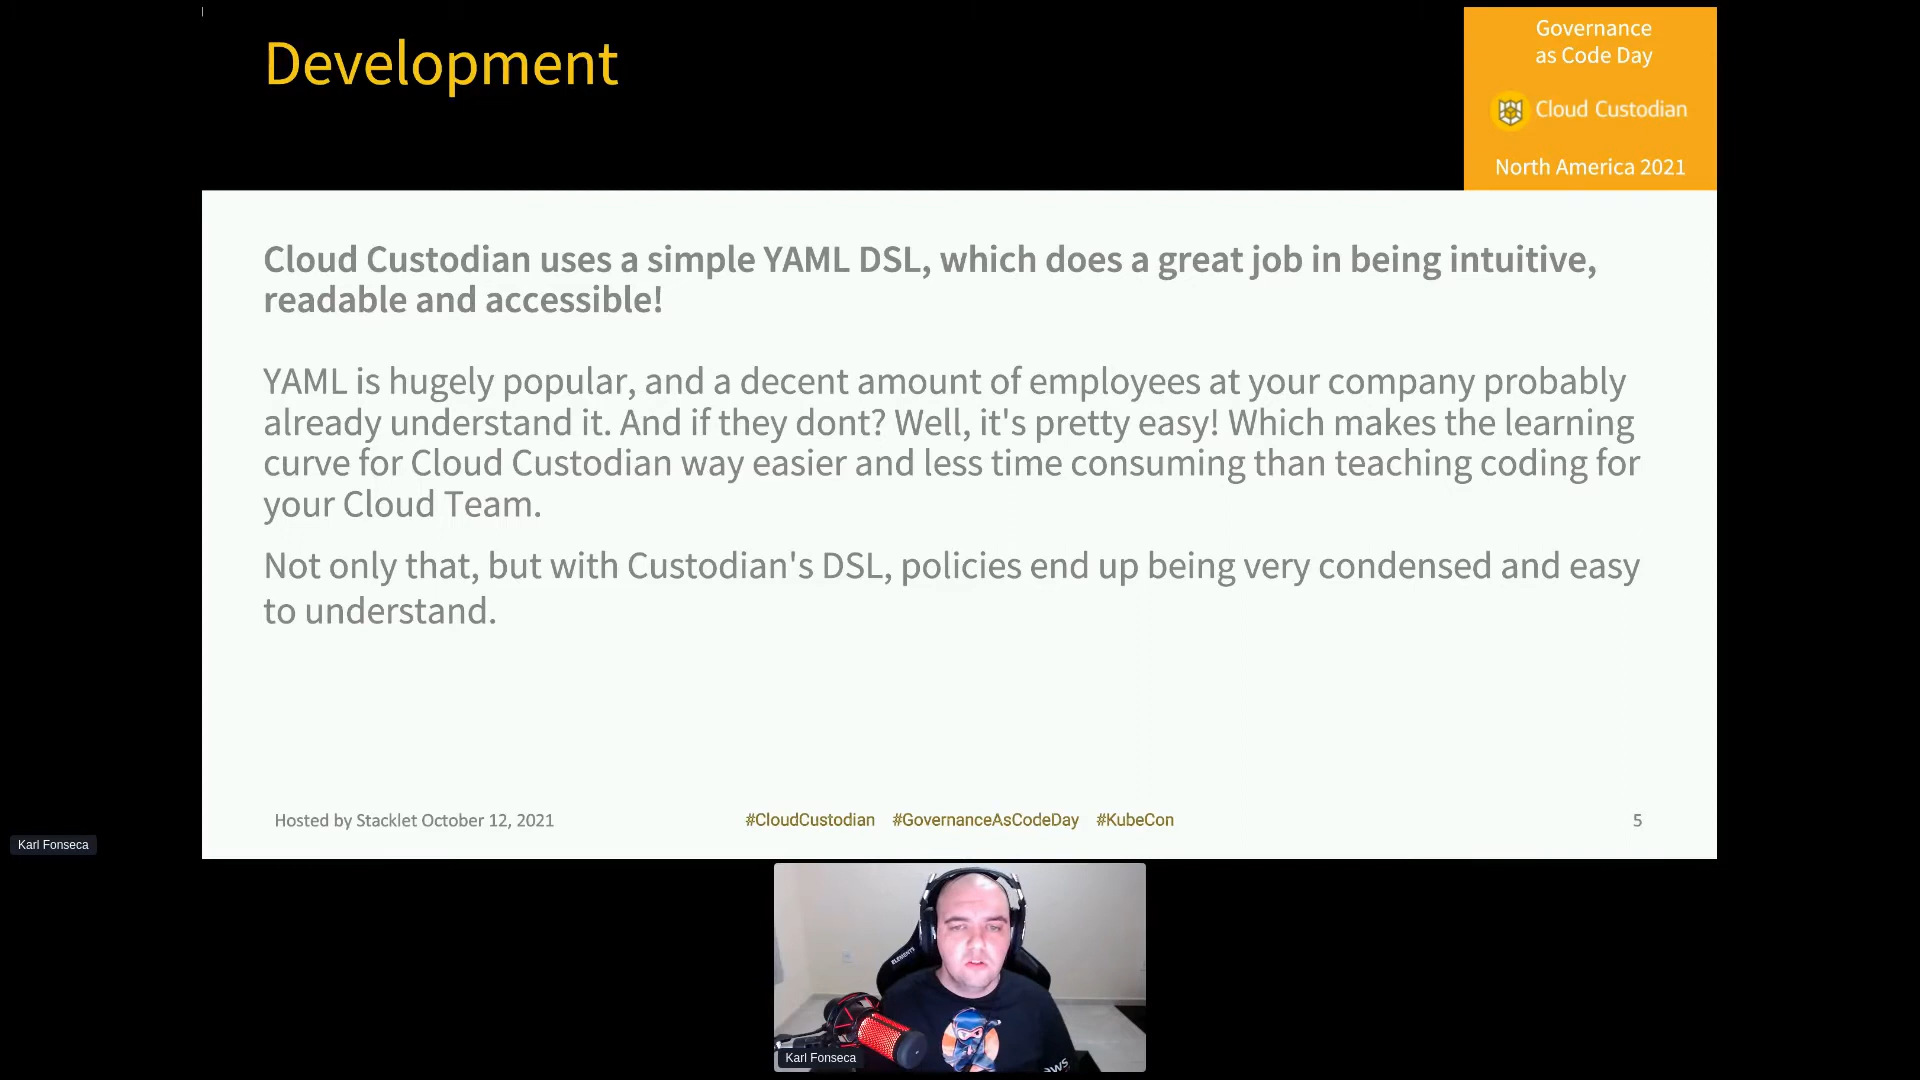 Development
Governance
as Code Day
Cloud Custodian
North America 2021
Cloud Custodian uses a simple YAML DSL, which does a great job in being intuitive,
readable and accessible!
YAML is hugely popular, and a decent amount of employees at your company probably
already understand it. And if they dont? Well, it's pretty easy! Which makes the learning
curve for Cloud Custodian way easier and less time consuming than teaching coding for
your Cloud Team.
Not only that, but with Custodian's DSL, policies end up being very condensed and easy
to understand.
Hosted by Stacklet October 12, 2021
#CloudCustodian #GovernanceAsCodeDay #KubeCon
5
Karl Fonseca
ELEMENTS
Karl Fonseca